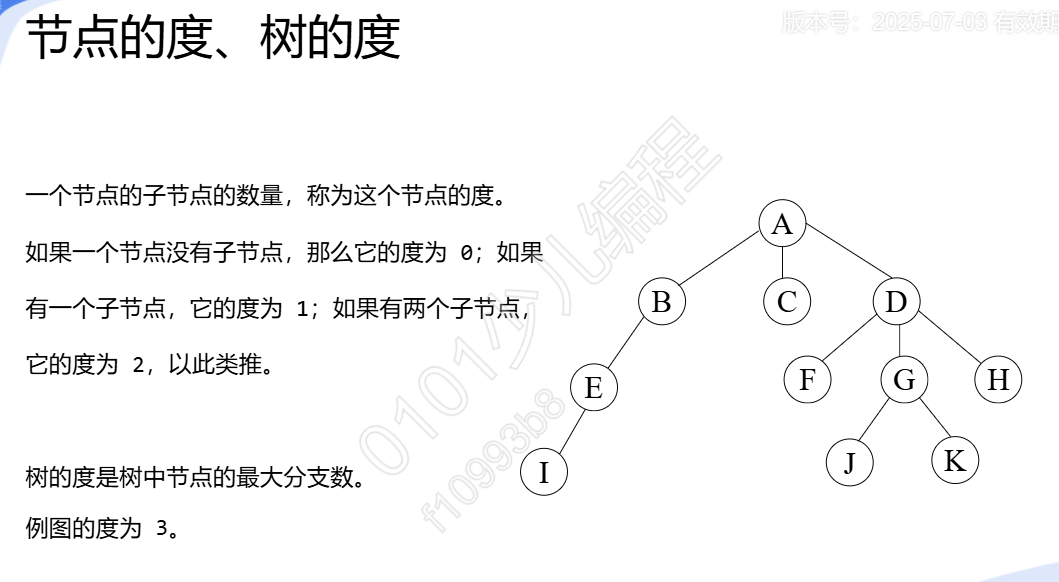 节点的度、树的度
版本号：2025-07-03 有效期
一个节点的子节点的数量，称为这个节点的度。
如果一个节点没有子节点，那么它的度为 0；如果
有一个子节点，它的度为 1；如果有两个子节点，
它的度为 2，以此类推。
树的度是树中节点的最大分支数。
例图的度为 3。
A
B C D
E F G H
I J K
0101少儿编程
f10993b8